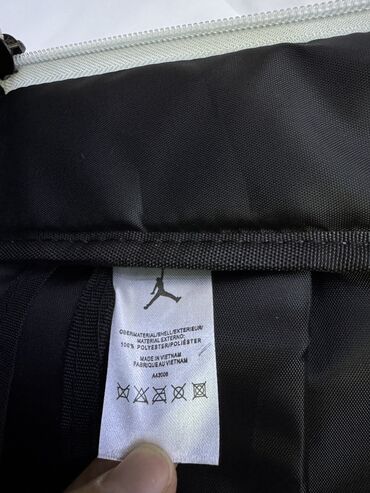 OBERMATERIAL/SHELL/EXTERIEUR/
MATERIAL EXTERNO:
100% POLYESTER/POLIÉSTER
MADE IN VIETNAM
FABRIQUÉ AU VIETNAM